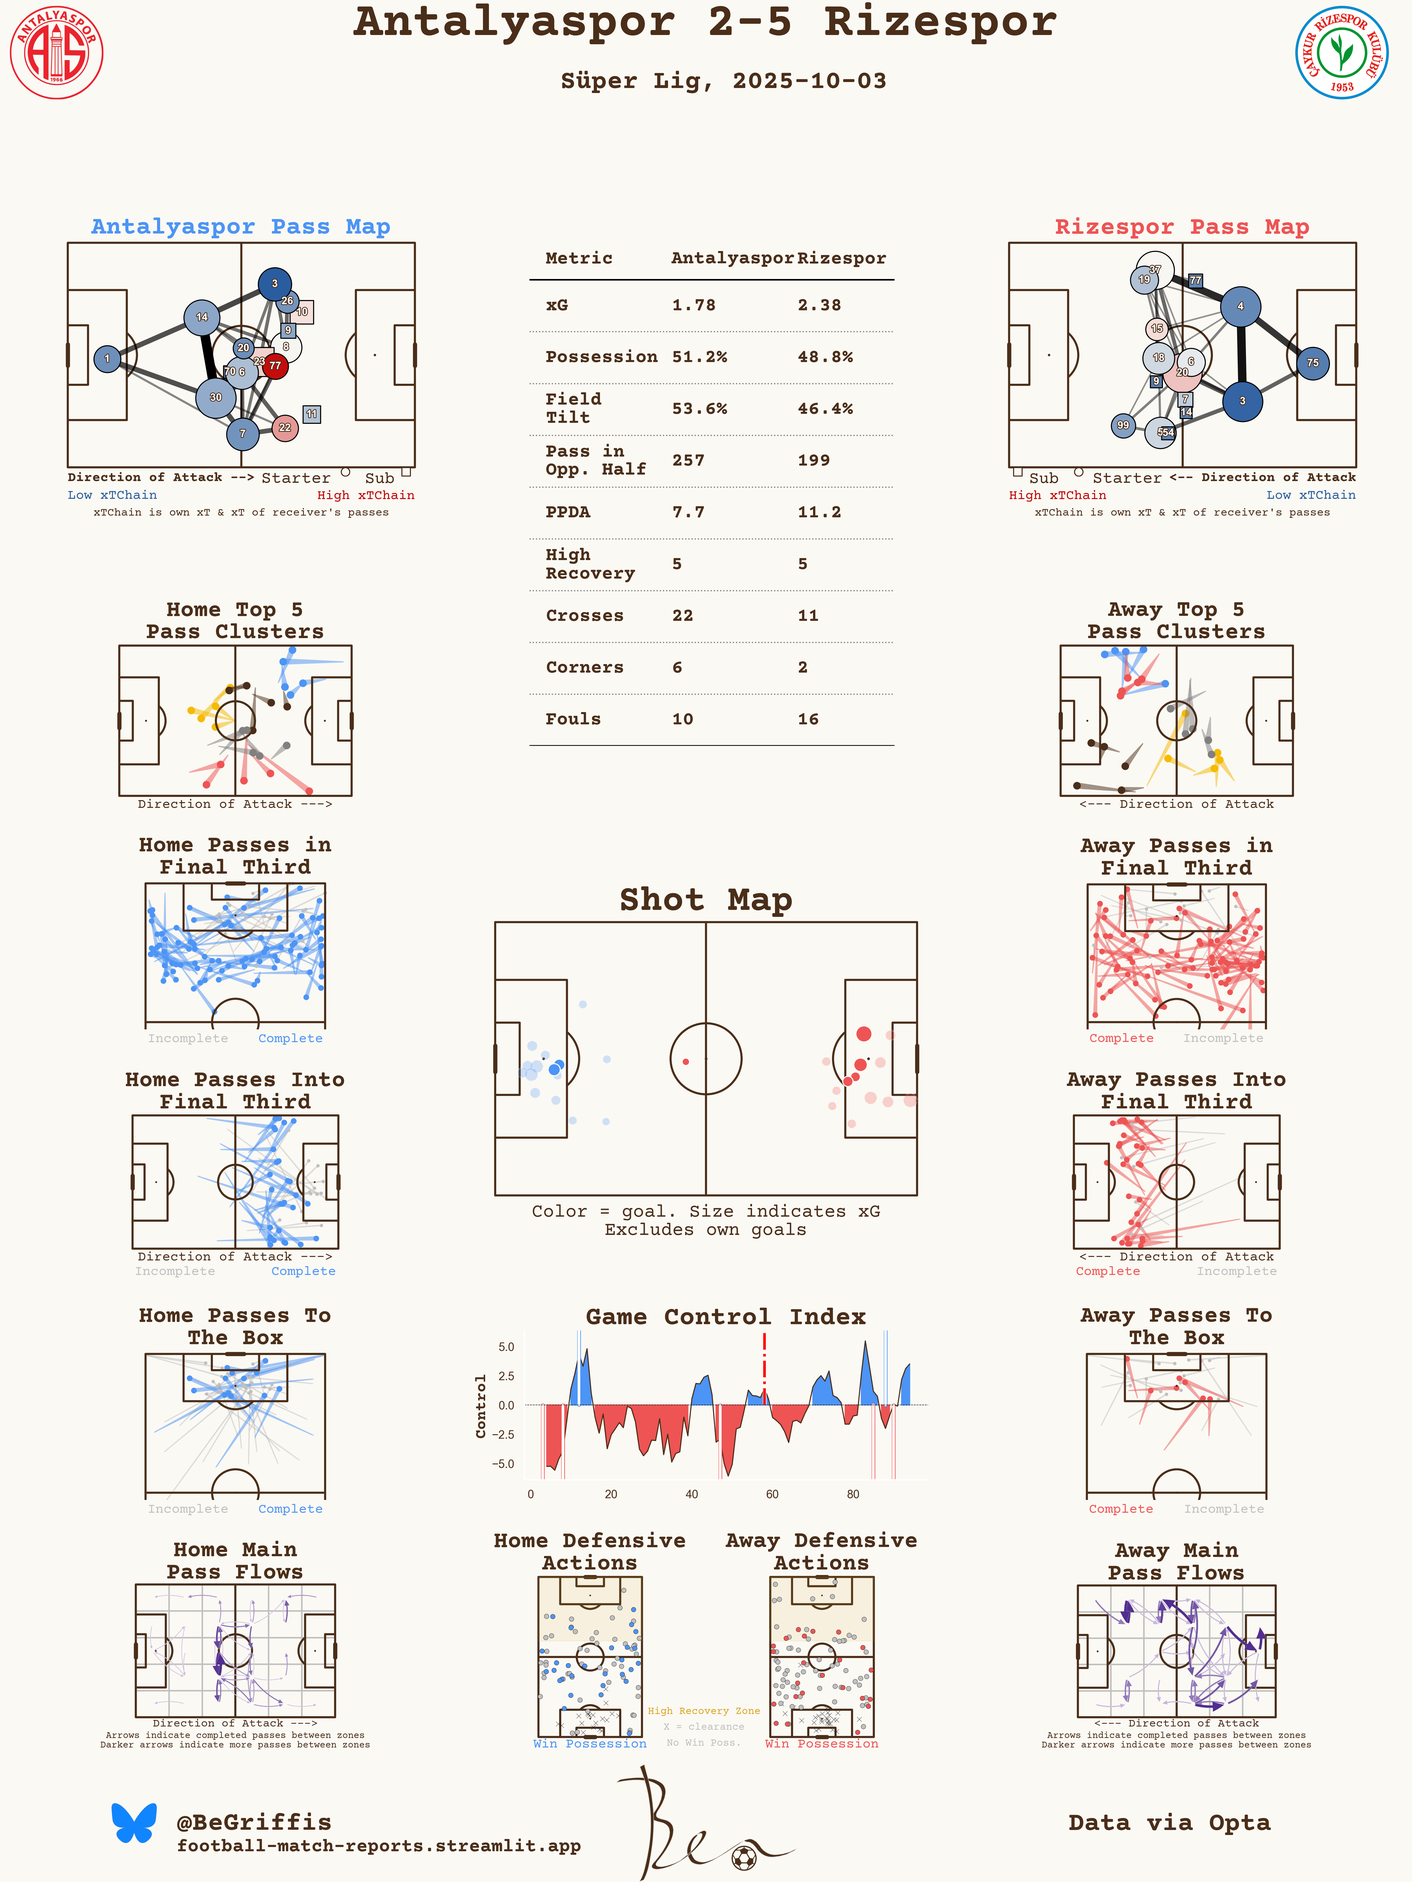 Antalyaspor 2-5 Rizespor
Süper Lig, 2025-10-03
ANTALYASPOR
1966
ÇAYKUR RİZESPOR KULÜBÜ
1953
Antalyaspor Pass Map
1
14
30
3
26
10
9
8
20
23
77
70
6
7
22
11
Direction of Attack --> Starter Sub
Low xTChain High xTChain
xTChain is own xT & xT of receiver's passes
Metric Antalyaspor Rizespor
xG 1.78 2.38
Possession 51.2% 48.8%
Field
Tilt 53.6% 46.4%
Pass in
Opp. Half 257 199
PPDA 7.7 11.2
High
Recovery 5 5
Crosses 22 11
Corners 6 2
Fouls 10 16
Rizespor Pass Map
37
19
77
4
15
18
6
20
9
7
14
99
54
3
75
Sub Starter <-- Direction of Attack
High xTChain Low xTChain
xTChain is own xT & xT of receiver's passes
Home Top 5
Pass Clusters
Direction of Attack --->
Away Top 5
Pass Clusters
<--- Direction of Attack
Home Passes in
Final Third
Incomplete Complete
Away Passes in
Final Third
Complete Incomplete
Shot Map
Color = goal. Size indicates xG
Excludes own goals
Home Passes Into
Final Third
Direction of Attack --->
Incomplete Complete
Away Passes Into
Final Third
<--- Direction of Attack
Complete Incomplete
Home Passes To
The Box
Incomplete Complete
Game Control Index
Control
5.0
2.5
0.0
−2.5
−5.0
0 20 40 60 80
Away Passes To
The Box
Complete Incomplete
Home Main
Pass Flows
Direction of Attack --->
Arrows indicate completed passes between zones
Darker arrows indicate more passes between zones
Home Defensive
Actions
Win Possession
High Recovery Zone
X = clearance
No Win Poss.
Away Defensive
Actions
Win Possession
Away Main
Pass Flows
<--- Direction of Attack
Arrows indicate completed passes between zones
Darker arrows indicate more passes between zones
@BeGriffis
football-match-reports.streamlit.app
Ben
Data via Opta